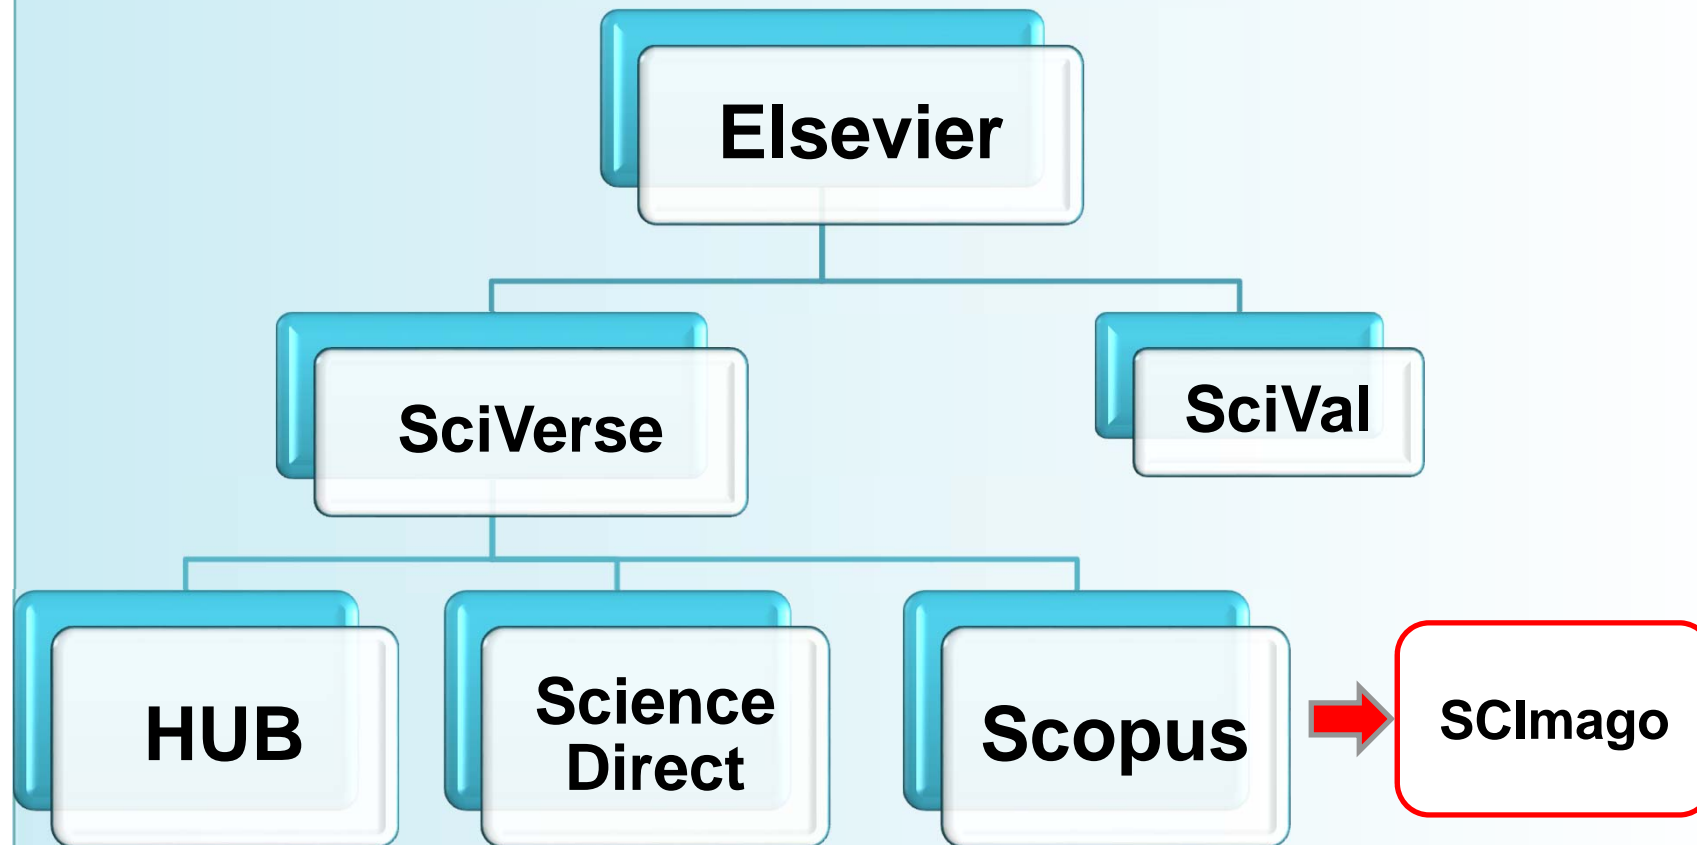 Elsevier
SciVerse
SciVal
HUB
Science
Direct
Scopus
SCImago